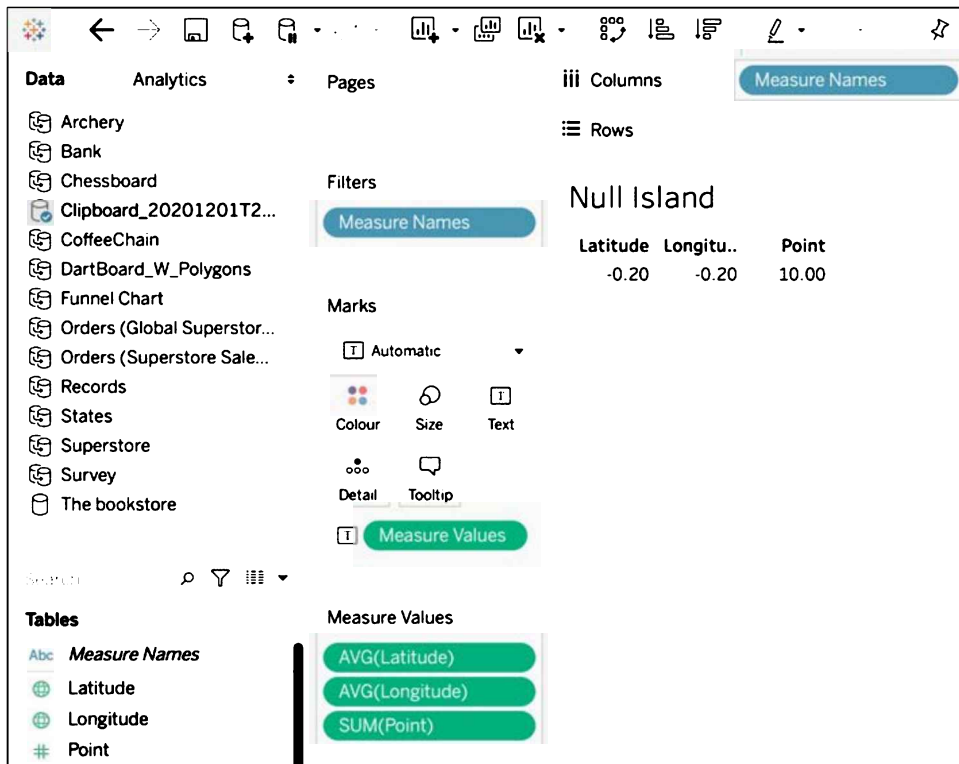 Data Analytics
Archery
Bank
Chessboard
Clipboard_20201201T2...
CoffeeChain
DartBoard_W_Polygons
Funnel Chart
Orders (Global Superstor...
Orders (Superstore Sale...
Records
States
Superstore
Survey
The bookstore
Search
Tables
Abc Measure Names
Latitude
Longitude
# Point
Pages
Filters
Measure Names
Marks
T Automatic
Colour Size Text
Detail Tooltip
T Measure Values
Measure Values
AVG(Latitude)
AVG(Longitude)
SUM(Point)
iii Columns Measure Names
Rows
Null Island
Latitude Longitu.. Point
-0.20 -0.20 10.00